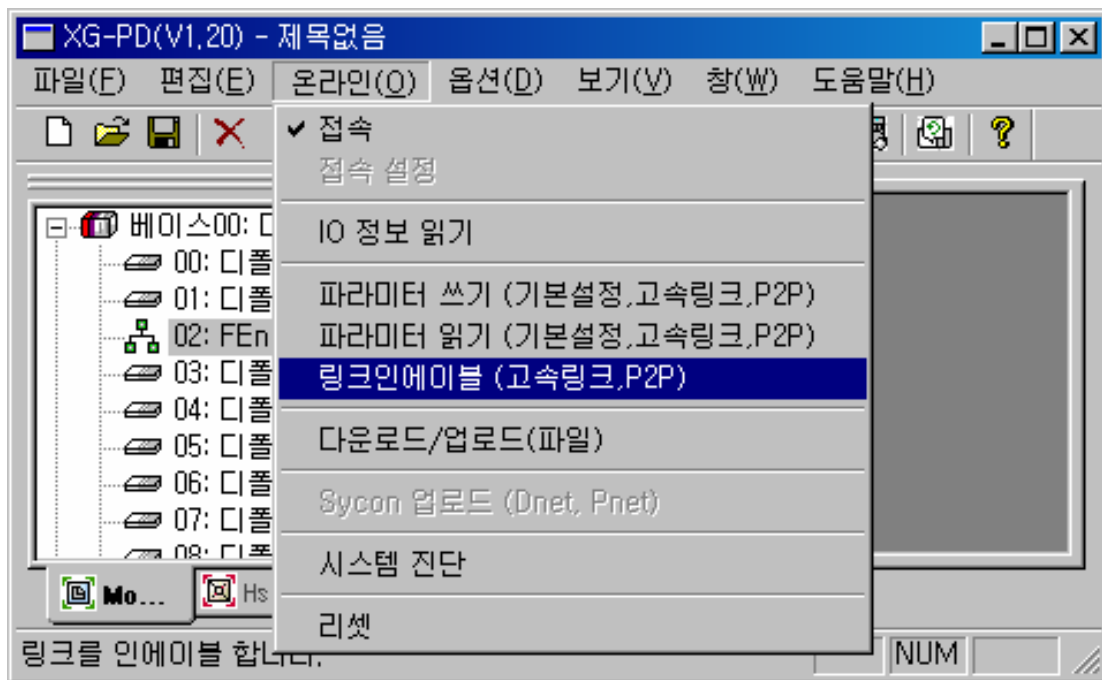 XG-PD(V1,20) - 제목없음
파일(F) 편집(E) 온라인(O) 옵션(D) 보기(V) 창(W) 도움말(H)
접속
접속 설정
IO 정보 읽기
파라미터 쓰기 (기본설정,고속링크,P2P)
파라미터 읽기 (기본설정,고속링크,P2P)
링크인에이블 (고속링크,P2P)
다운로드/업로드(파일)
Sycon 업로드 (Dnet, Pnet)
시스템 진단
리셋
베이스00:
00: 디폴
01: 디폴
02: FEn
03: 디폴
04: 디폴
05: 디폴
06: 디폴
07: 디폴
08: 디폴
Mo... Hs
링크를 인에이블 합니다. NUM